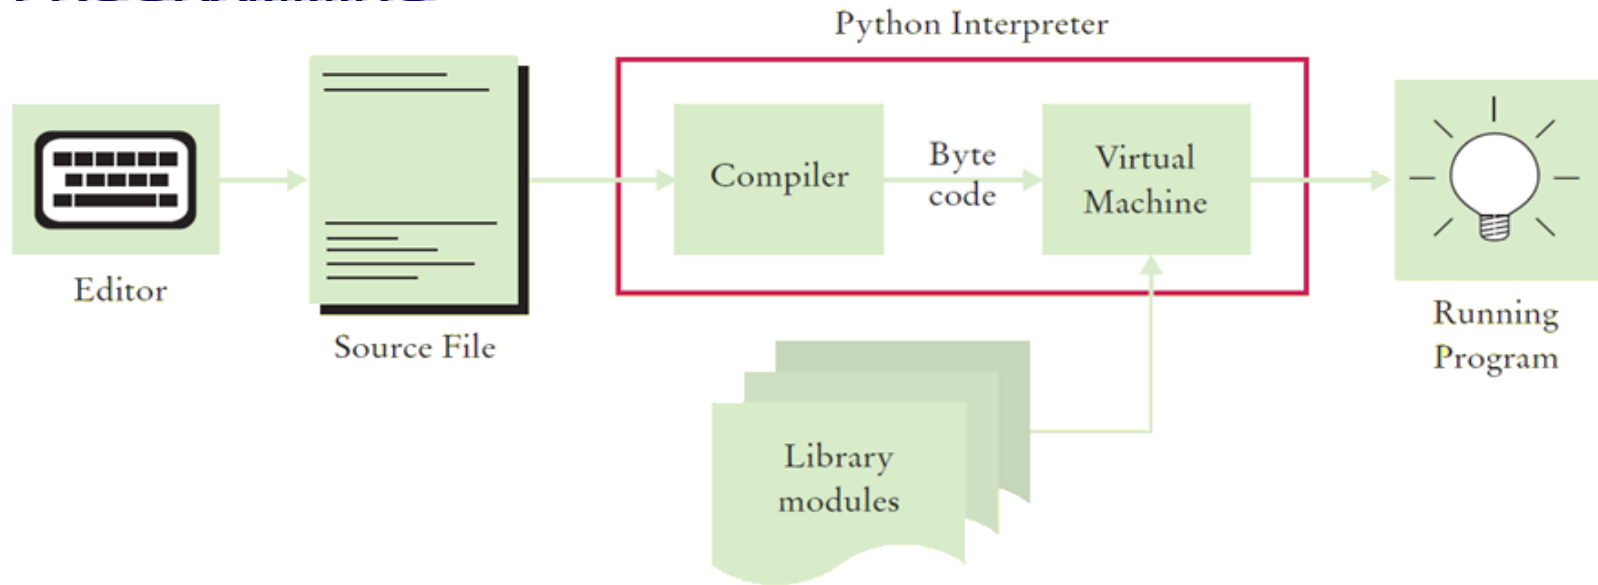 Python Interpreter
Editor
Source File
Compiler
Byte
code
Virtual
Machine
Running
Program
Library
modules